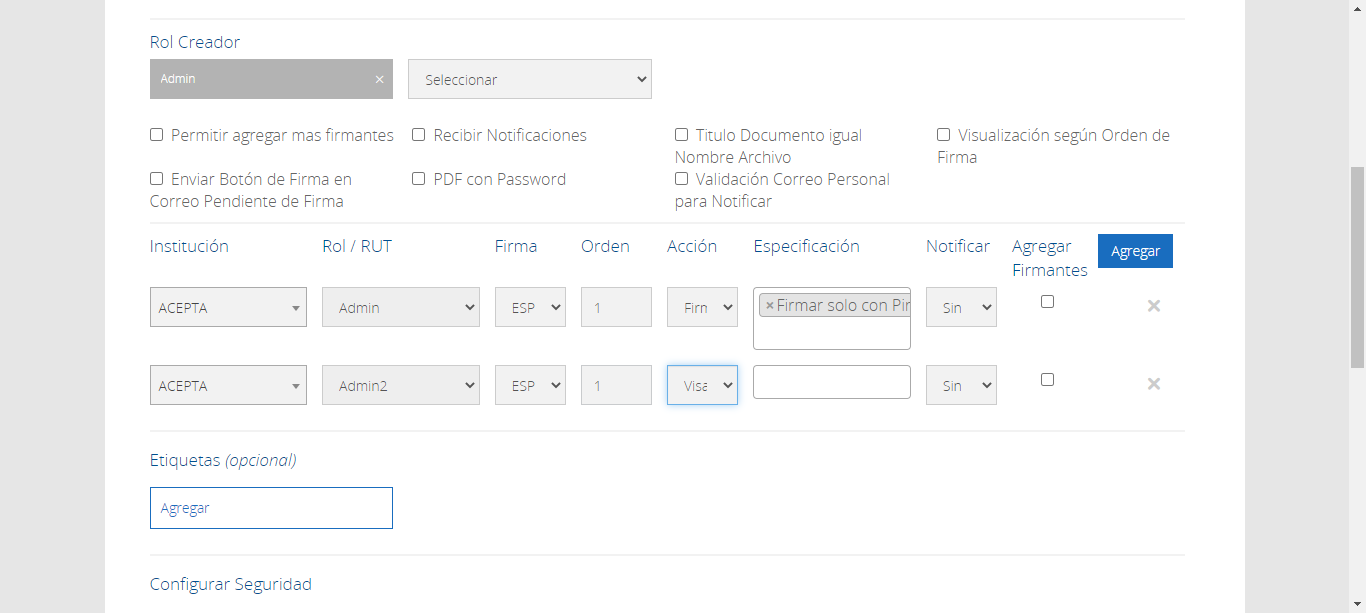 Rol Creador
Admin ×
Seleccionar
Permitir agregar mas firmantes
Recibir Notificaciones
Titulo Documento igual
Nombre Archivo
Visualización según Orden de
Firma
Enviar Botón de Firma en
Correo Pendiente de Firma
PDF con Password
Validación Correo Personal
para Notificar
Institución Rol / RUT Firma Orden Acción Especificación Notificar Agregar Firmantes Agregar
ACEPTA Admin ESP 1 Firm ×Firmar solo con Pin Sin ×
ACEPTA Admin2 ESP 1 Visa Sin ×
Etiquetas (opcional)
Agregar
Configurar Seguridad